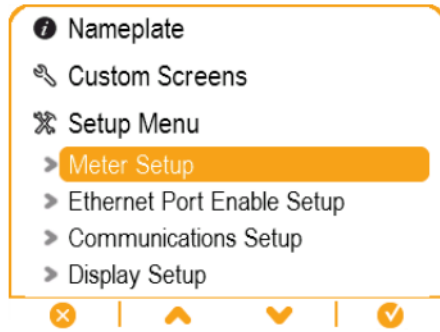 Nameplate
Custom Screens
Setup Menu
Meter Setup
Ethernet Port Enable Setup
Communications Setup
Display Setup